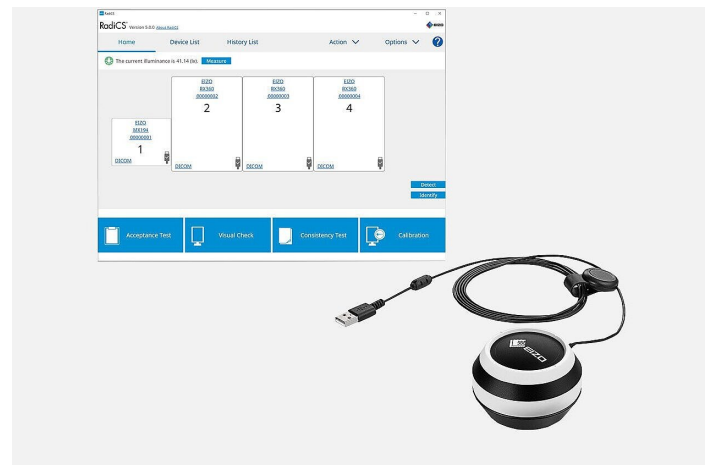 RadiCS
RadiCS® Version 5.0.0 About RadiCS
EIZO
Home Device List History List Action Options ?
The current illuminance is 41.14 (lx). Measure
EIZO
MX194
00000001
1
DICOM
EIZO
RX360
00000002
2
DICOM
EIZO
RX360
00000003
3
DICOM
EIZO
RX360
00000004
4
DICOM
Detect
Identify
Acceptance Test Visual Check Consistency Test Calibration
EIZO